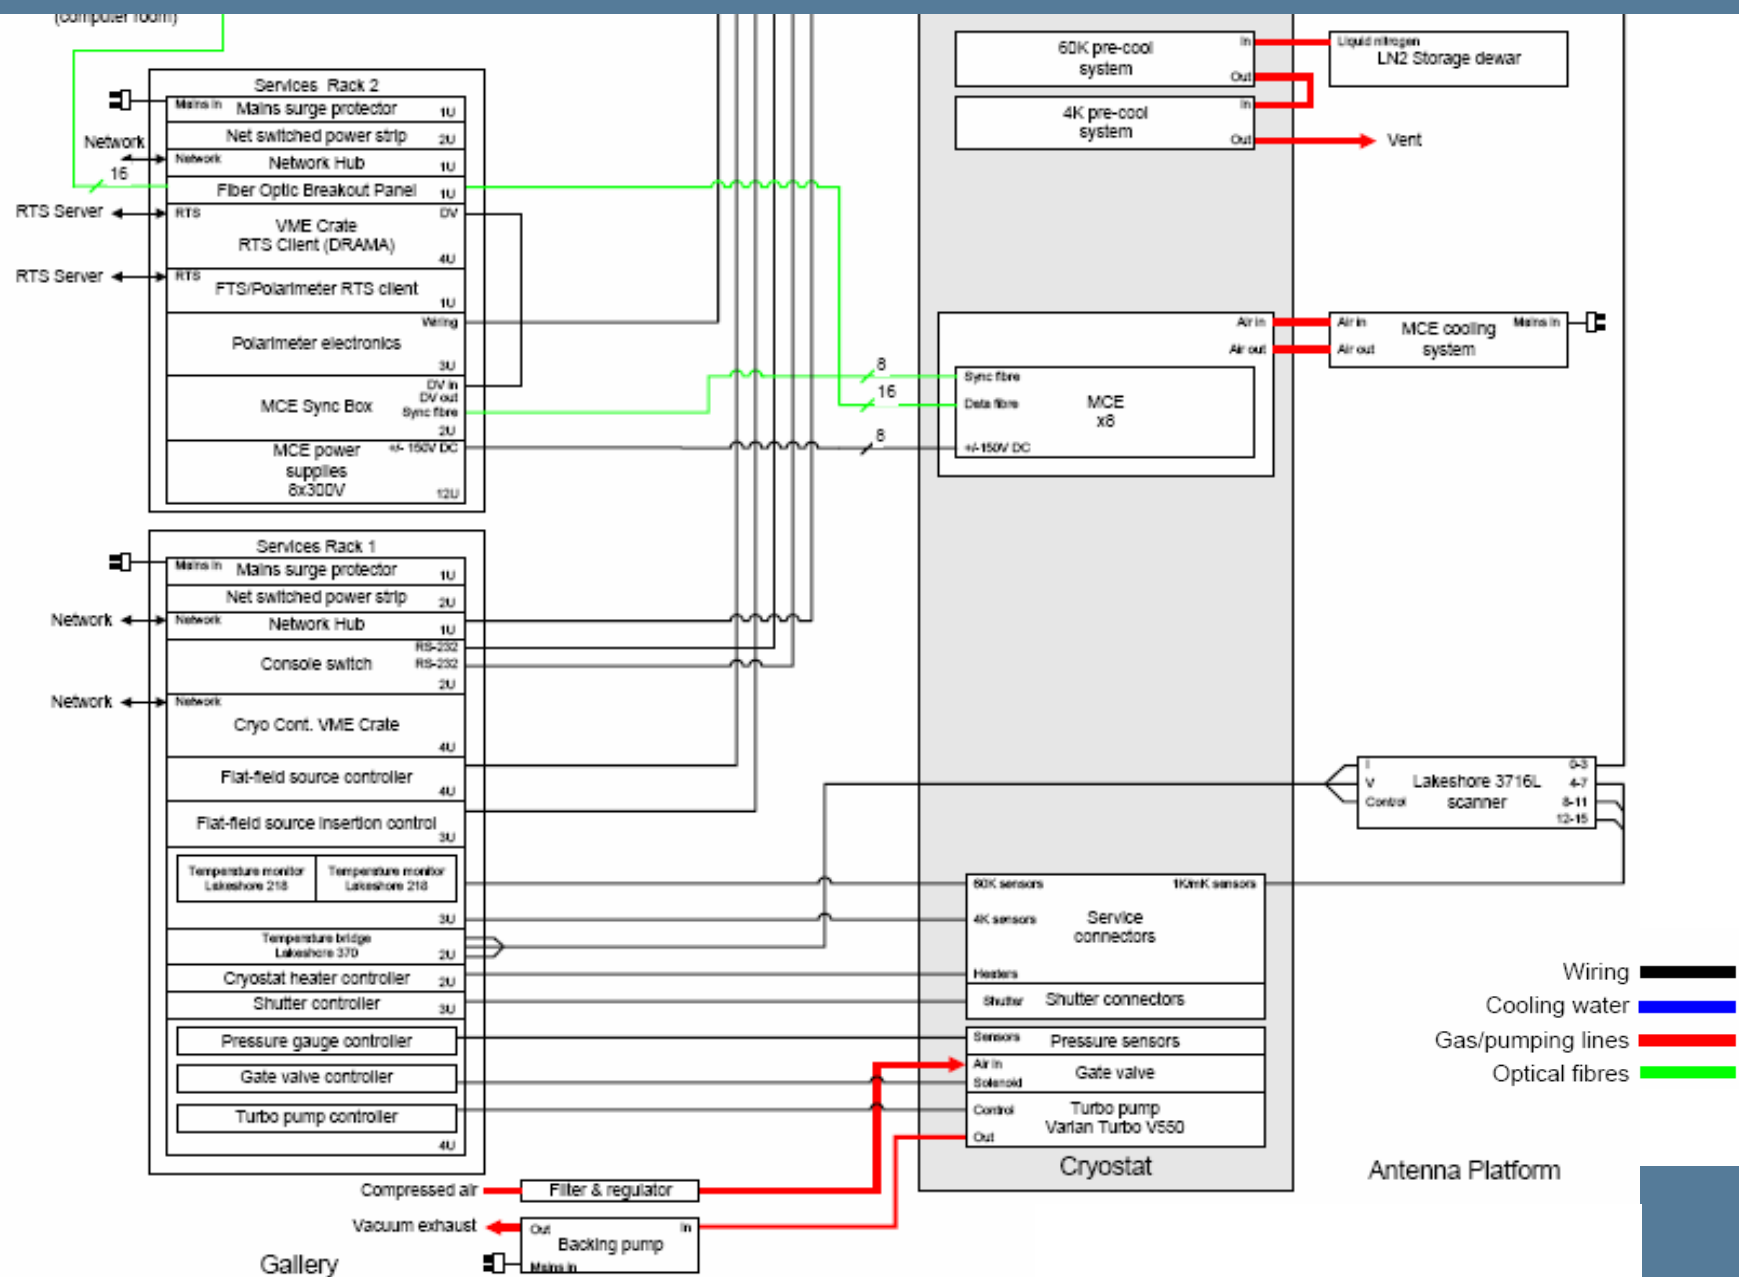 (computer room)
Services Rack 2
Mains in Mains surge protector 1U
Net switched power strip 2U
Network
Network Network Hub 1U
16
Fiber Optic Breakout Panel 1U
RTS Server RTS DV
VME Crate
RTS Client (DRAMA)
4U
RTS Server RTS
FTS/Polarimeter RTS client
1U
Wiring
Polarimeter electronics
3U
DV in
DV out
MCE Sync Box
Sync fibre
2U
MCE power
supplies
8x300V
+/- 150V DC
12U
Services Rack 1
Mains in Mains surge protector 1U
Net switched power strip 2U
Network Network Network Hub 1U
RS-232
Console switch RS-232
2U
Network Network
Cryo Cont. VME Crate
4U
Flat-field source controller
4U
Flat-field source insertion control
3U
Temperature monitor
Lakeshore 218
Temperature monitor
Lakeshore 218
3U
Temperature bridge
Lakeshore 370
2U
Cryostat heater controller 2U
Shutter controller 3U
Pressure gauge controller
Gate valve controller
Turbo pump controller
4U
Compressed air Filter & regulator
Vacuum exhaust Out In
Backing pump
Mains in
Gallery
60K pre-cool
system
In
Out
Liquid nitrogen
LN2 Storage dewar
4K pre-cool
system
In
Out
Vent
Air in
Air out
Air in
Air out
MCE cooling
system
Mains in
8
Sync fibre
16
Data fibre
MCE
x8
8
+/-150V DC
I
V
Control
Lakeshore 3716L
scanner
0-3
4-7
8-11
12-15
60K sensors 1K/mK sensors
4K sensors
Service
connectors
Heaters
Shutter Shutter connectors
Sensors Pressure sensors
Air in
Solenoid
Gate valve
Control
Out
Turbo pump
Varian Turbo V550
Cryostat
Antenna Platform
Wiring
Cooling water
Gas/pumping lines
Optical fibres